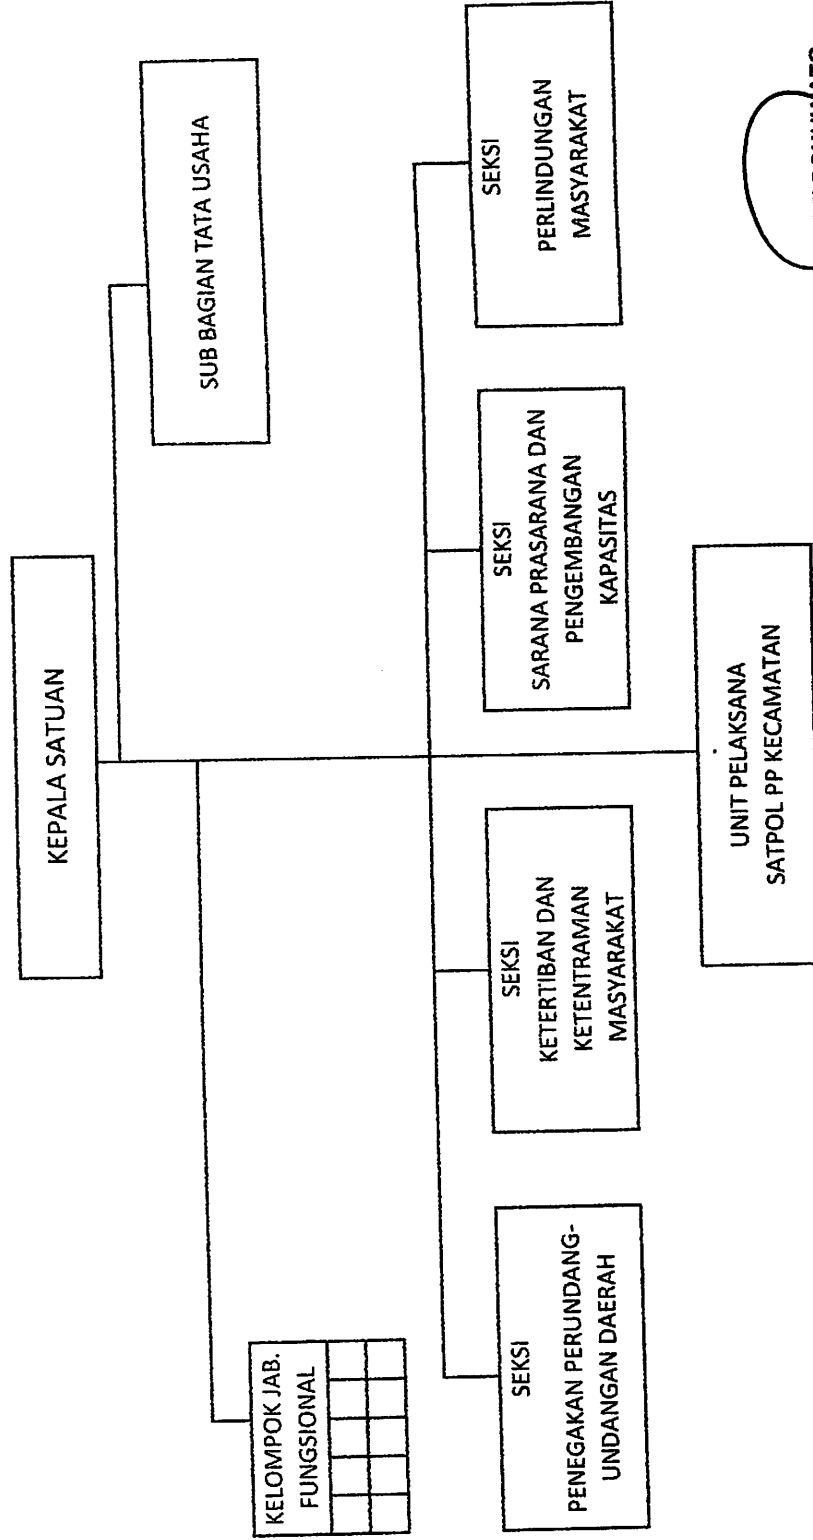 KEPALA SATUAN
SUB BAGIAN TATA USAHA
KELOMPOK JAB.
FUNGSIONAL
SEKSI
PENEGAKAN PERUNDANG-
UNDANGAN DAERAH
SEKSI
KETERTIBAN DAN
KETENTRAMAN
MASYARAKAT
SEKSI
SARANA PRASARANA DAN
PENGEMBANGAN
KAPASITAS
SEKSI
PERLINDUNGAN
MASYARAKAT
UNIT PELAKSANA
SATPOL PP KECAMATAN